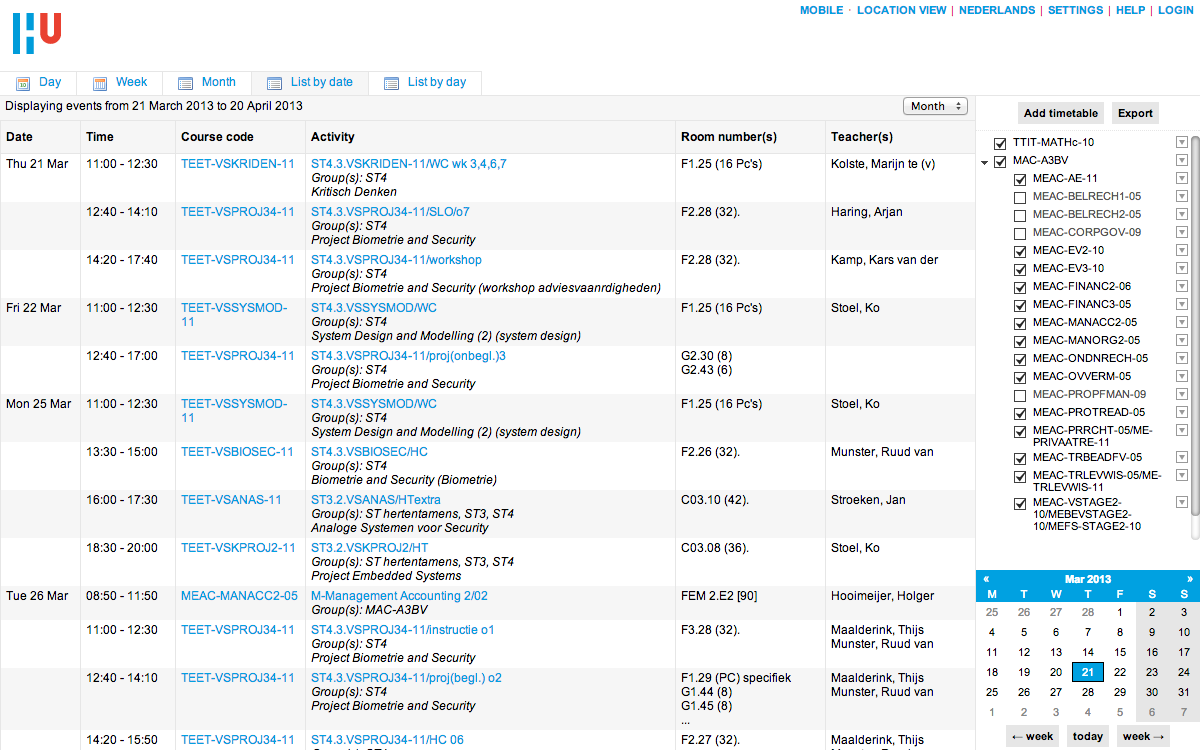 MOBILE · LOCATION VIEW | NEDERLANDS | SETTINGS | HELP | LOGIN
HU
Day Week Month List by date List by day
Displaying events from 21 March 2013 to 20 April 2013
Month
Date Time Course code Activity Room number(s) Teacher(s)
Thu 21 Mar 11:00 - 12:30 TEET-VSKRIDEN-11 ST4.3.VSKRIDEN-11/WC wk 3,4,6,7 F1.25 (16 Pc's) Kolste, Marijn te (v)
Group(s): ST4
Kritisch Denken
12:40 - 14:10 TEET-VSPROJ34-11 ST4.3.VSPROJ34-11/SLO/o7 F2.28 (32). Haring, Arjan
Group(s): ST4
Project Biometrie and Security
14:20 - 17:40 TEET-VSPROJ34-11 ST4.3.VSPROJ34-11/workshop F2.28 (32). Kamp, Kars van der
Group(s): ST4
Project Biometrie and Security (workshop adviesvaanrdigheden)
Fri 22 Mar 11:00 - 12:30 TEET-VSSYSMOD- ST4.3.VSSYSMOD/WC F1.25 (16 Pc's) Stoel, Ko
11 Group(s): ST4
System Design and Modelling (2) (system design)
12:40 - 17:00 TEET-VSPROJ34-11 ST4.3.VSPROJ34-11/proj(onbegl.)3 G2.30 (8)
Group(s): ST4 G2.43 (6)
Project Biometrie and Security
Mon 25 Mar 11:00 - 12:30 TEET-VSSYSMOD- ST4.3.VSSYSMOD/WC F1.25 (16 Pc's) Stoel, Ko
11 Group(s): ST4
System Design and Modelling (2) (system design)
13:30 - 15:00 TEET-VSBIOSEC-11 ST4.3.VSBIOSEC/HC F2.26 (32). Munster, Ruud van
Group(s): ST4
Biometrie and Security (Biometrie)
16:00 - 17:30 TEET-VSANAS-11 ST3.2.VSANAS/HTextra C03.10 (42). Stroeken, Jan
Group(s): ST hertentamens, ST3, ST4
Analoge Systemen voor Security
18:30 - 20:00 TEET-VSKPROJ2-11 ST3.2.VSKPROJ2/HT C03.08 (36). Stoel, Ko
Group(s): ST hertentamens, ST3, ST4
Project Embedded Systems
Tue 26 Mar 08:50 - 11:50 MEAC-MANACC2-05 M-Management Accounting 2/02 FEM 2.E2 [90] Hooimeijer, Holger
Group(s): MAC-A3BV
11:00 - 12:30 TEET-VSPROJ34-11 ST4.3.VSPROJ34-11/instructie o1 F3.28 (32). Maalderink, Thijs
Group(s): ST4 Munster, Ruud van
Project Biometrie and Security
12:40 - 14:10 TEET-VSPROJ34-11 ST4.3.VSPROJ34-11/proj(begl.) o2 F1.29 (PC) specifiek Maalderink, Thijs
Group(s): ST4 G1.44 (8) Munster, Ruud van
Project Biometrie and Security G1.45 (8)
...
14:20 - 15:50 TEET-VSPROJ34-11 ST4.3.VSPROJ34-11/HC 06 F2.27 (32). Maalderink, Thijs
Add timetable Export
TTIT-MATHc-10
MAC-A3BV
MEAC-AE-11
MEAC-BELRECH1-05
MEAC-BELRECH2-05
MEAC-CORPGOV-09
MEAC-EV2-10
MEAC-EV3-10
MEAC-FINANC2-06
MEAC-FINANC3-05
MEAC-MANACC2-05
MEAC-MANORG2-05
MEAC-ONDNRECH-05
MEAC-OVVERM-05
MEAC-PROPFMAN-09
MEAC-PROTREAD-05
MEAC-PRRCHT-05/ME-
PRIVAATRE-11
MEAC-TRBEADFV-05
MEAC-TRLEVWIS-05/ME-
TRLEVWIS-11
MEAC-VSTAGE2-
10/MEBEVSTAGE2-
10/MEFS-STAGE2-10
« Mar 2013 »
M T W T F S S
25 26 27 28 1 2 3
4 5 6 7 8 9 10
11 12 13 14 15 16 17
18 19 20 21 22 23 24
25 26 27 28 29 30 31
1 2 3 4 5 6 7
← week today week →